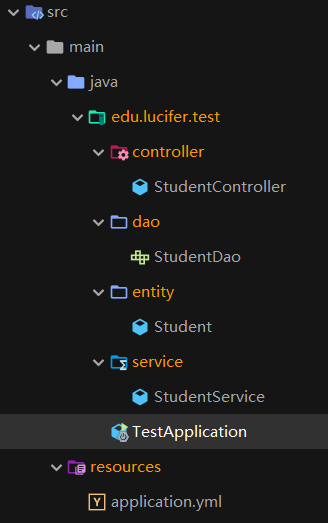 src
main
java
edu.lucifer.test
controller
StudentController
dao
StudentDao
entity
Student
service
StudentService
TestApplication
resources
application.yml